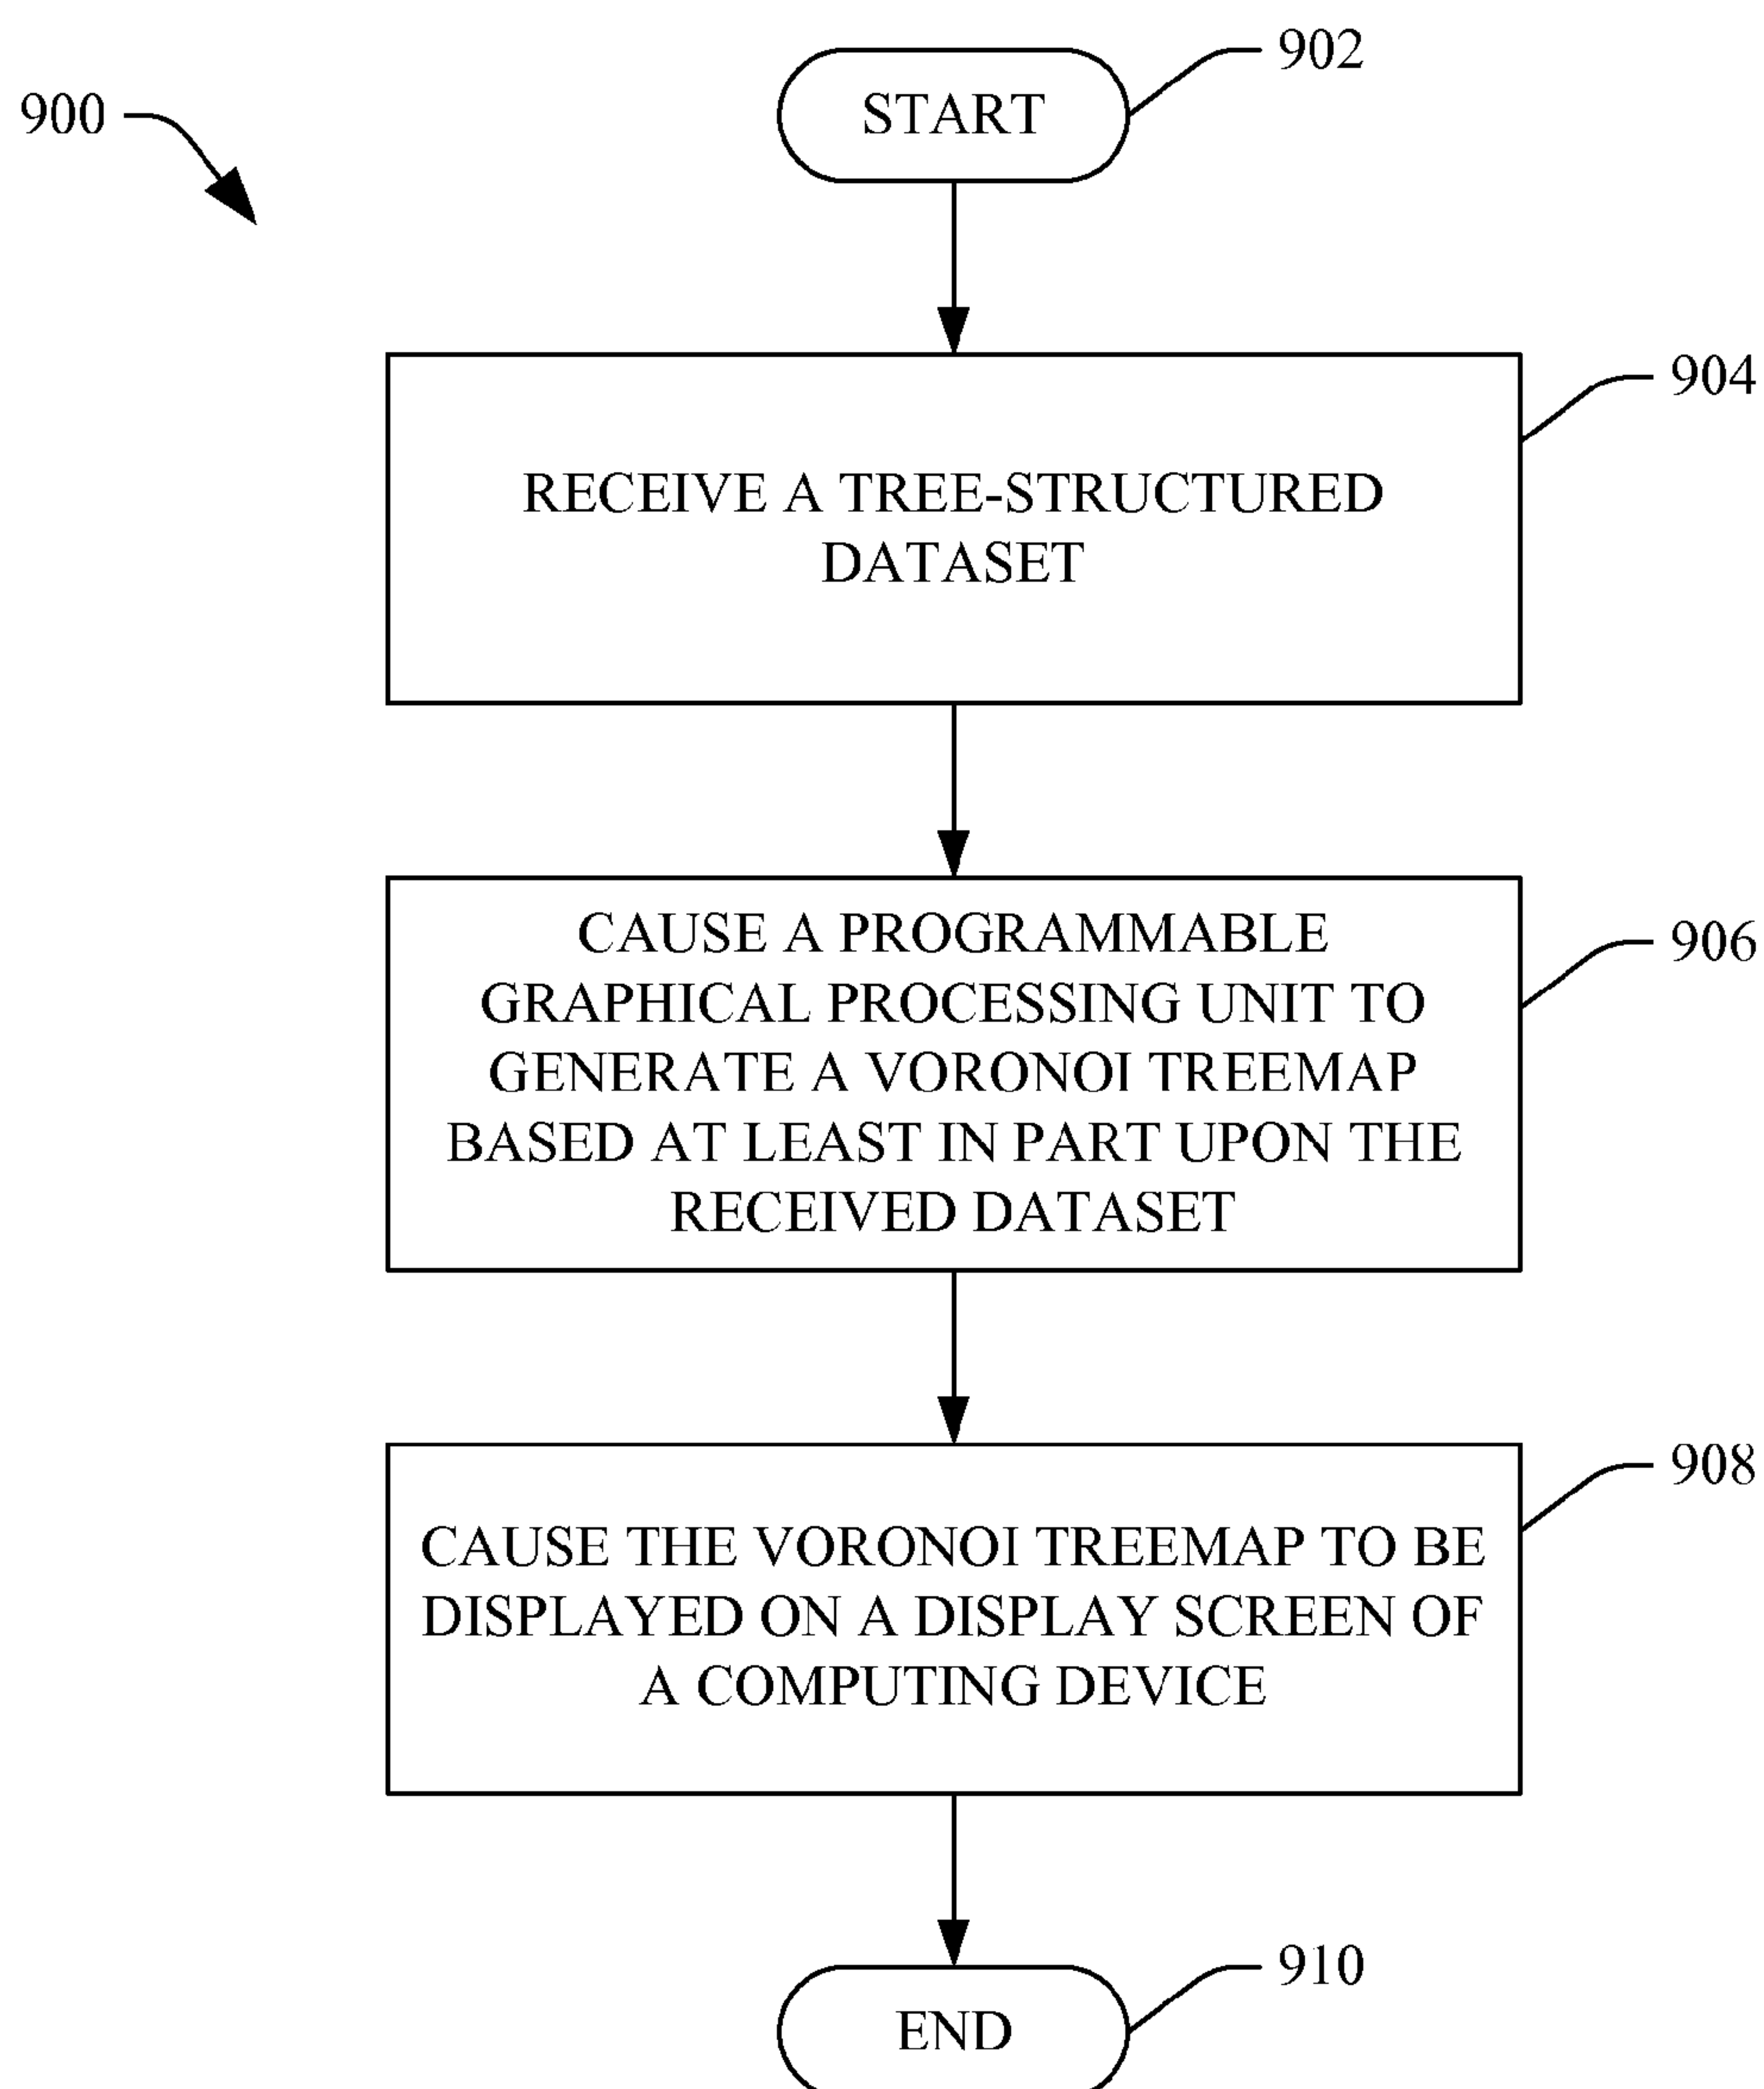 902
900
START
904
RECEIVE A TREE-STRUCTURED
DATASET
906
CAUSE A PROGRAMMABLE
GRAPHICAL PROCESSING UNIT TO
GENERATE A VORONOI TREEMAP
BASED AT LEAST IN PART UPON THE
RECEIVED DATASET
908
CAUSE THE VORONOI TREEMAP TO BE
DISPLAYED ON A DISPLAY SCREEN OF
A COMPUTING DEVICE
910
END